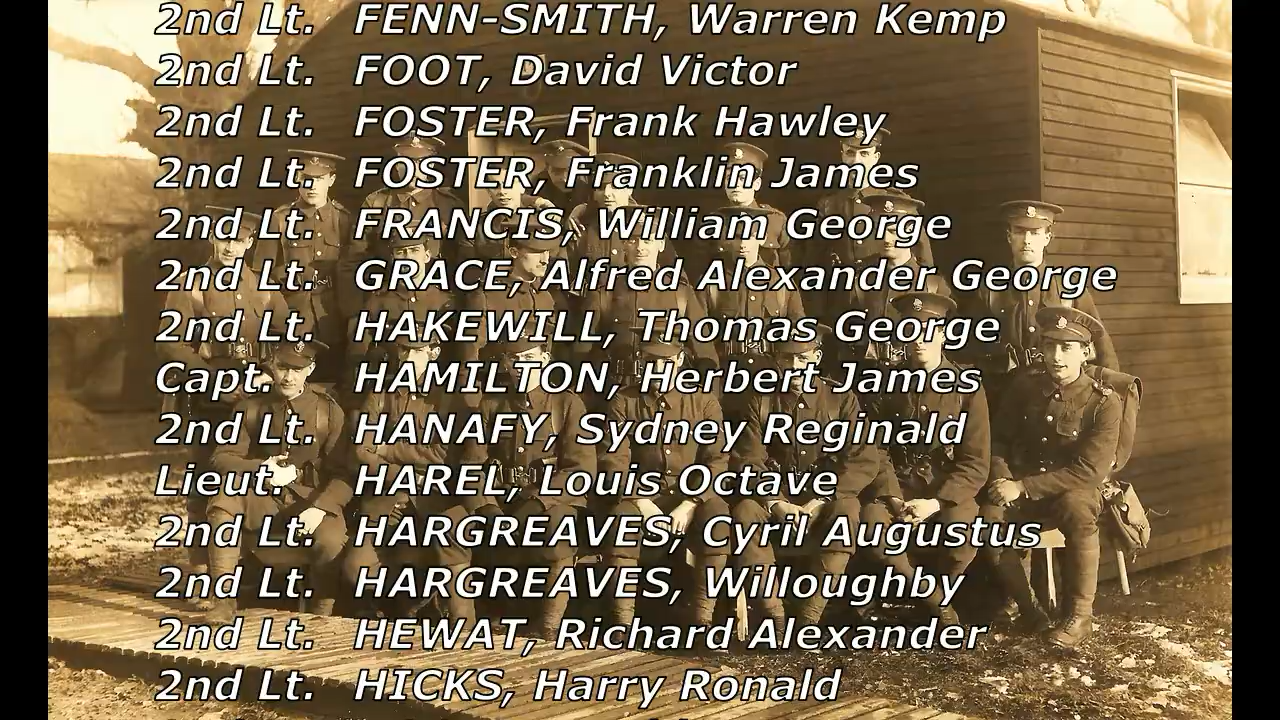 2nd Lt. FENN-SMITH, Warren Kemp
2nd Lt. FOOT, David Victor
2nd Lt. FOSTER, Frank Hawley
2nd Lt. FOSTER, Franklin James
2nd Lt. FRANCIS, William George
2nd Lt. GRACE, Alfred Alexander George
2nd Lt. HAKEWILL, Thomas George
Capt. HAMILTON, Herbert James
2nd Lt. HANAFY, Sydney Reginald
Lieut. HAREL, Louis Octave
2nd Lt. HARGREAVES, Cyril Augustus
2nd Lt. HARGREAVES, Willoughby
2nd Lt. HEWAT, Richard Alexander
2nd Lt. HICKS, Harry Ronald